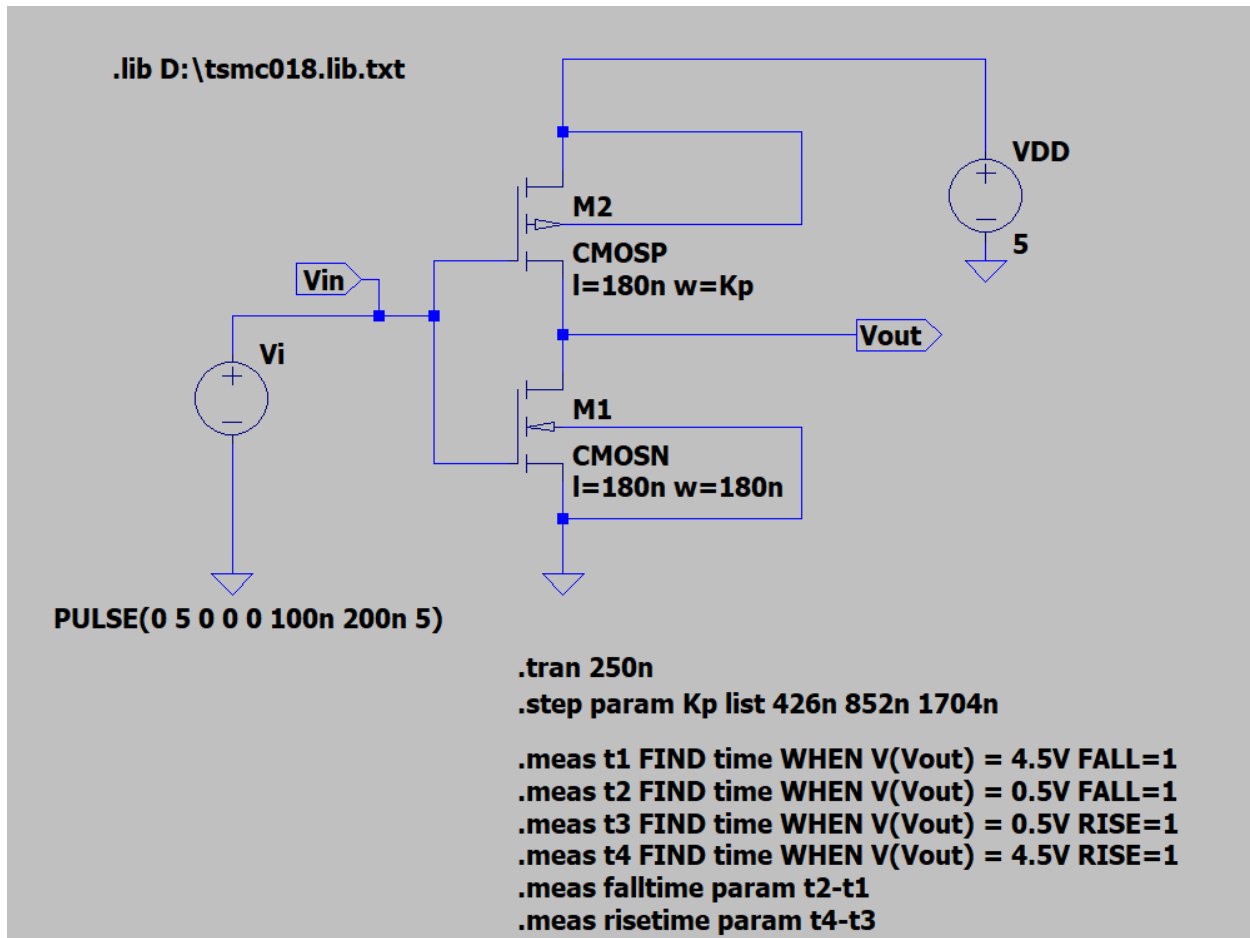 .lib D:\tsmc018.lib.txt
VDD
M2
CMOSP
l=180n w=Kp
5
Vin
Vout
Vi
M1
CMOSN
l=180n w=180n
PULSE(0 5 0 0 0 100n 200n 5)
.tran 250n
.step param Kp list 426n 852n 1704n
.meas t1 FIND time WHEN V(Vout) = 4.5V FALL=1
.meas t2 FIND time WHEN V(Vout) = 0.5V FALL=1
.meas t3 FIND time WHEN V(Vout) = 0.5V RISE=1
.meas t4 FIND time WHEN V(Vout) = 4.5V RISE=1
.meas falltime param t2-t1
.meas risetime param t4-t3